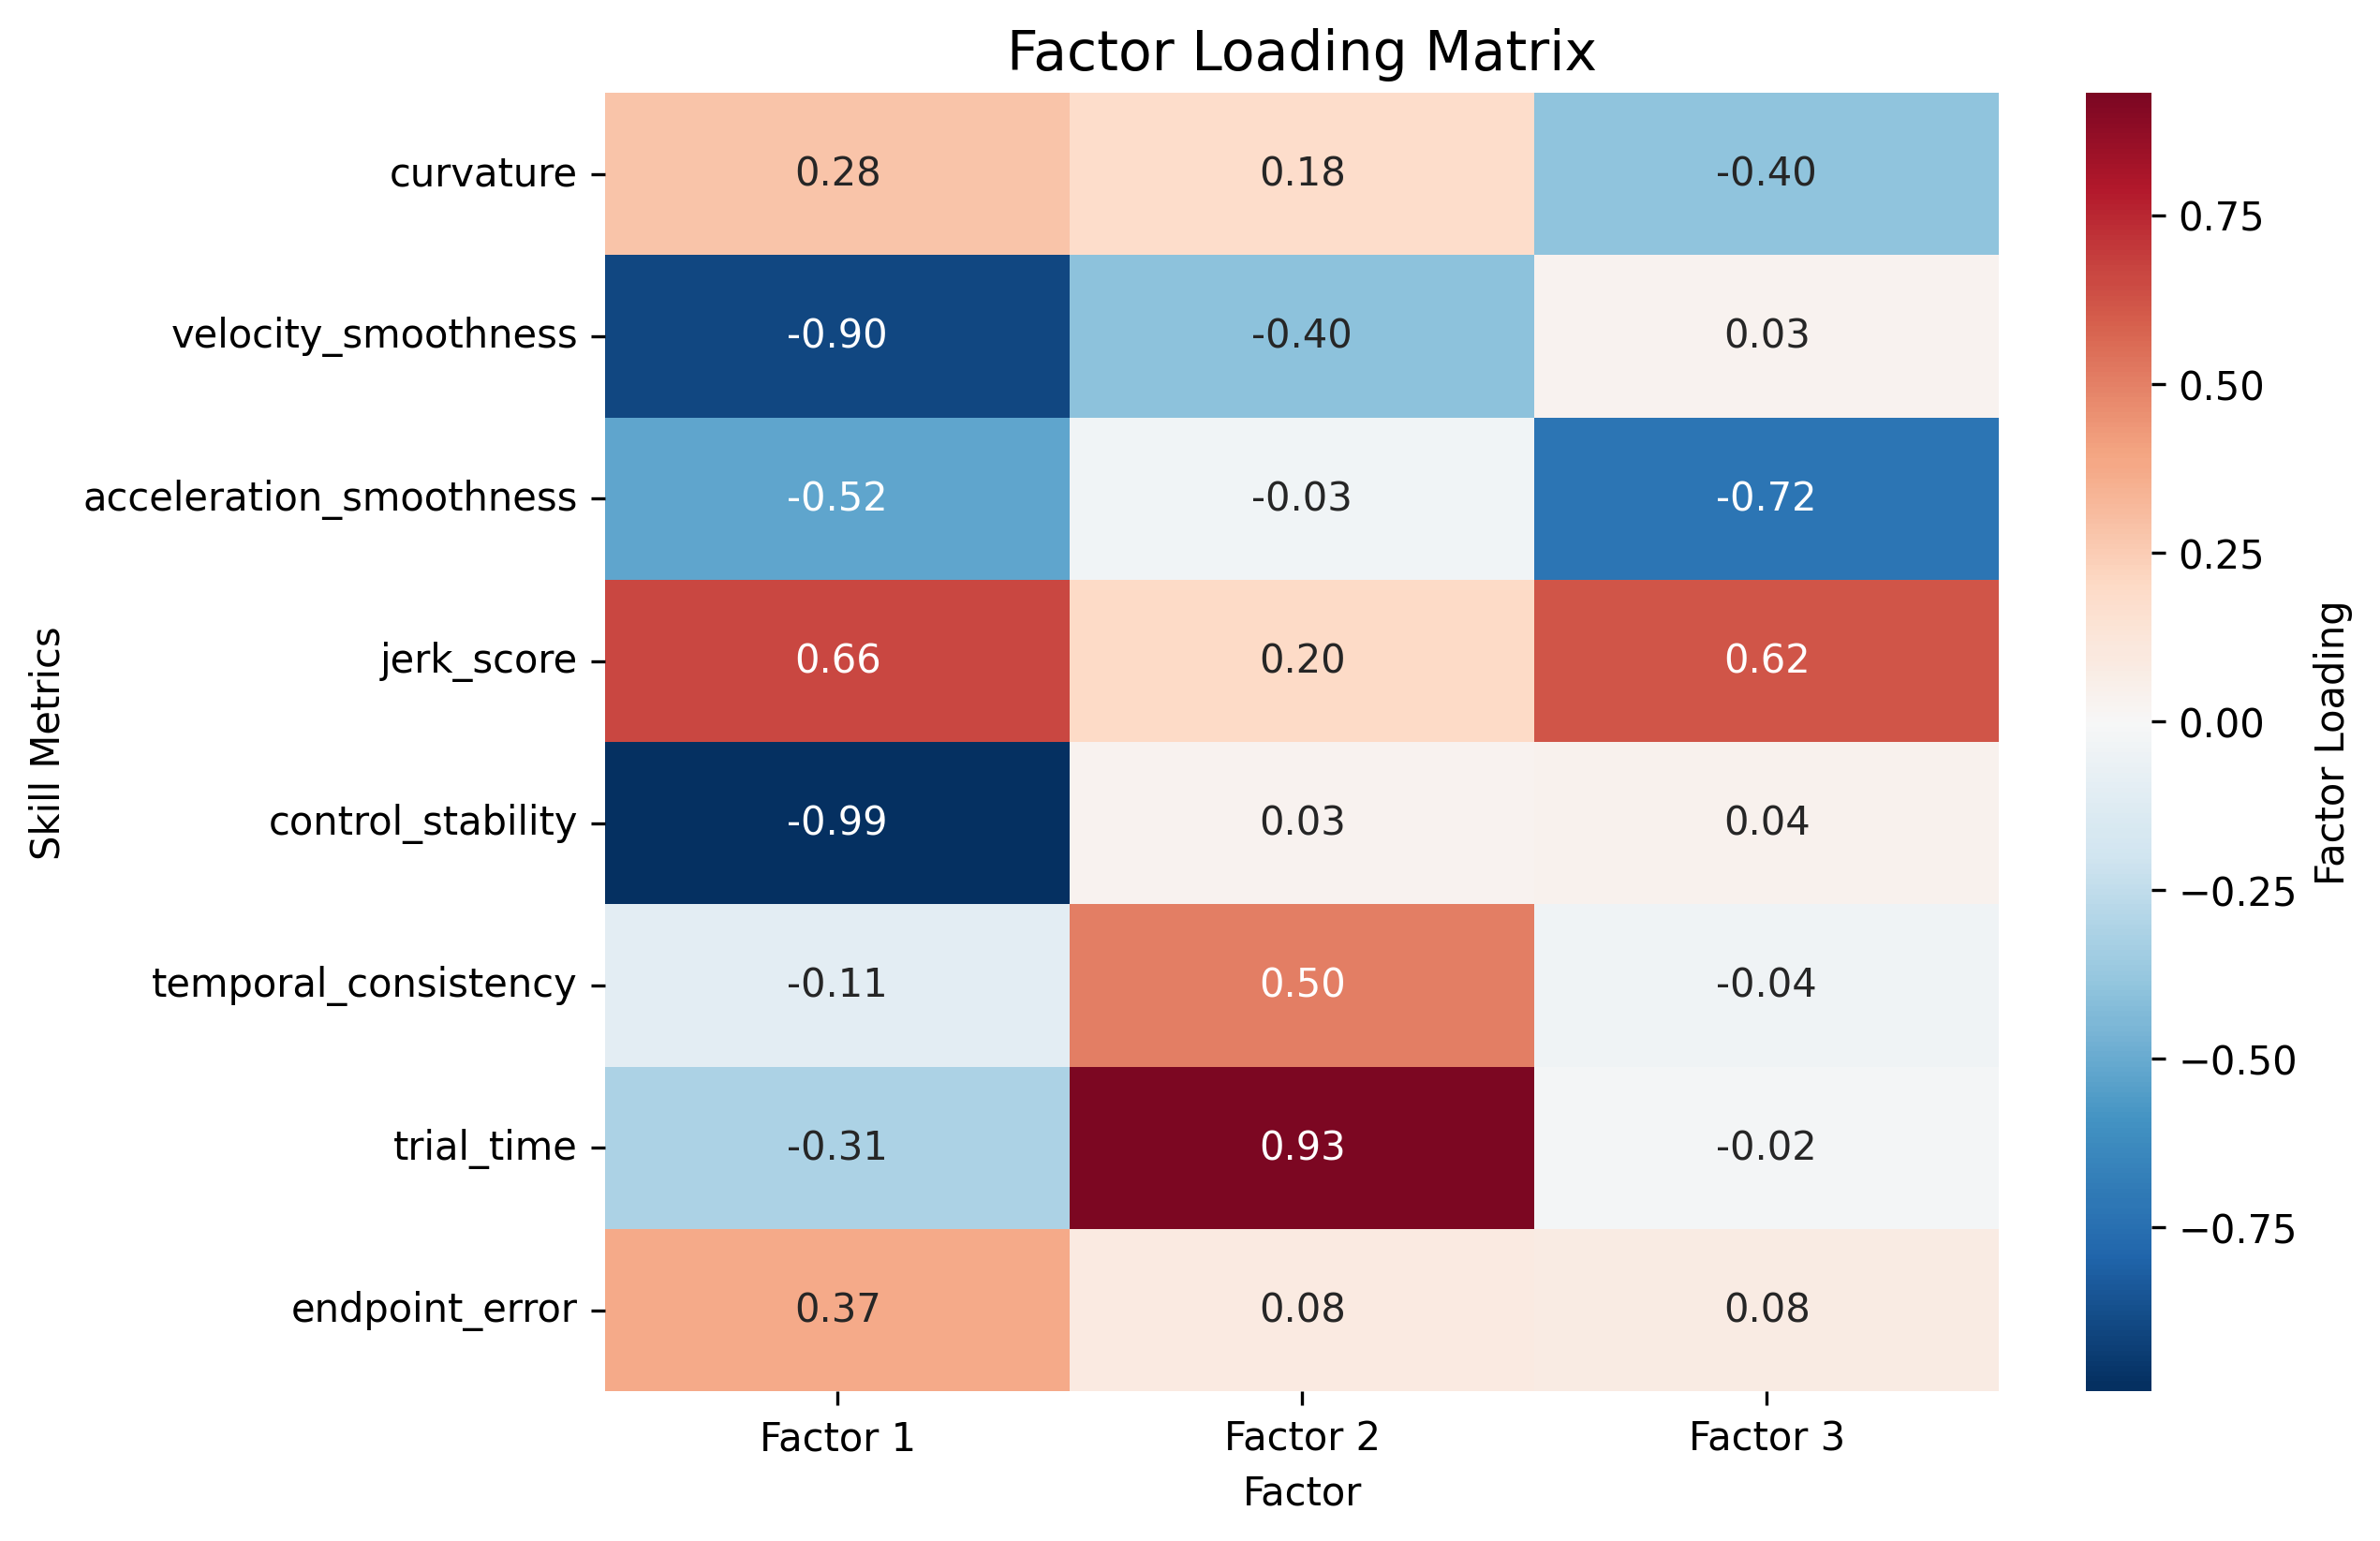 Factor Loading Matrix
curvature 0.28 0.18 -0.40
velocity_smoothness -0.90 -0.40 0.03
acceleration_smoothness -0.52 -0.03 -0.72
jerk_score 0.66 0.20 0.62
control_stability -0.99 0.03 0.04
temporal_consistency -0.11 0.50 -0.04
trial_time -0.31 0.93 -0.02
endpoint_error 0.37 0.08 0.08
Factor 1 Factor 2 Factor 3
Factor
Skill Metrics
0.75
0.50
0.25
0.00
−0.25
−0.50
−0.75
Factor Loading